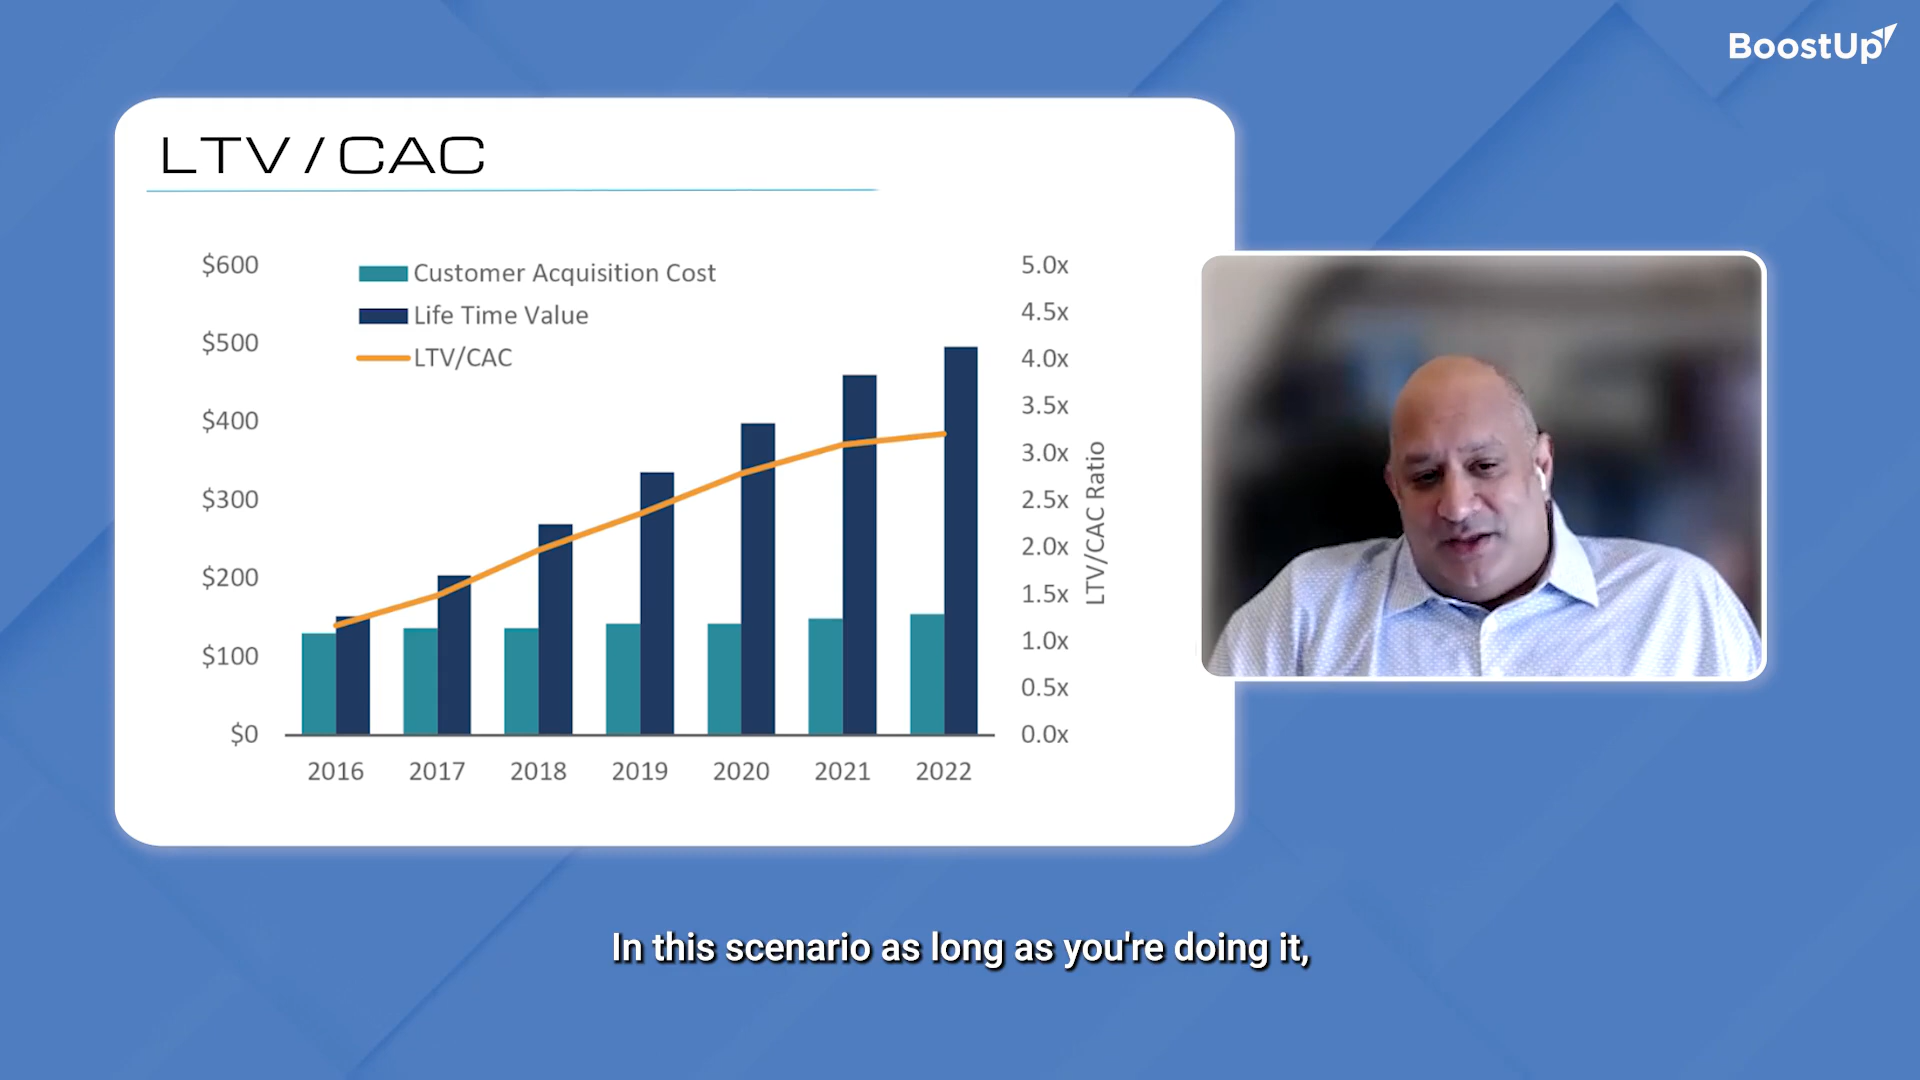 BoostUp
LTV/CAC
$600
$500
$400
$300
$200
$100
$0
Customer Acquisition Cost
Life Time Value
LTV/CAC
5.0x
4.5x
4.0x
3.5x
3.0x
2.5x
2.0x
1.5x
1.0x
0.5x
0.0x
LTV/CAC Ratio
2016 2017 2018 2019 2020 2021 2022
In this scenario as long as you're doing it,